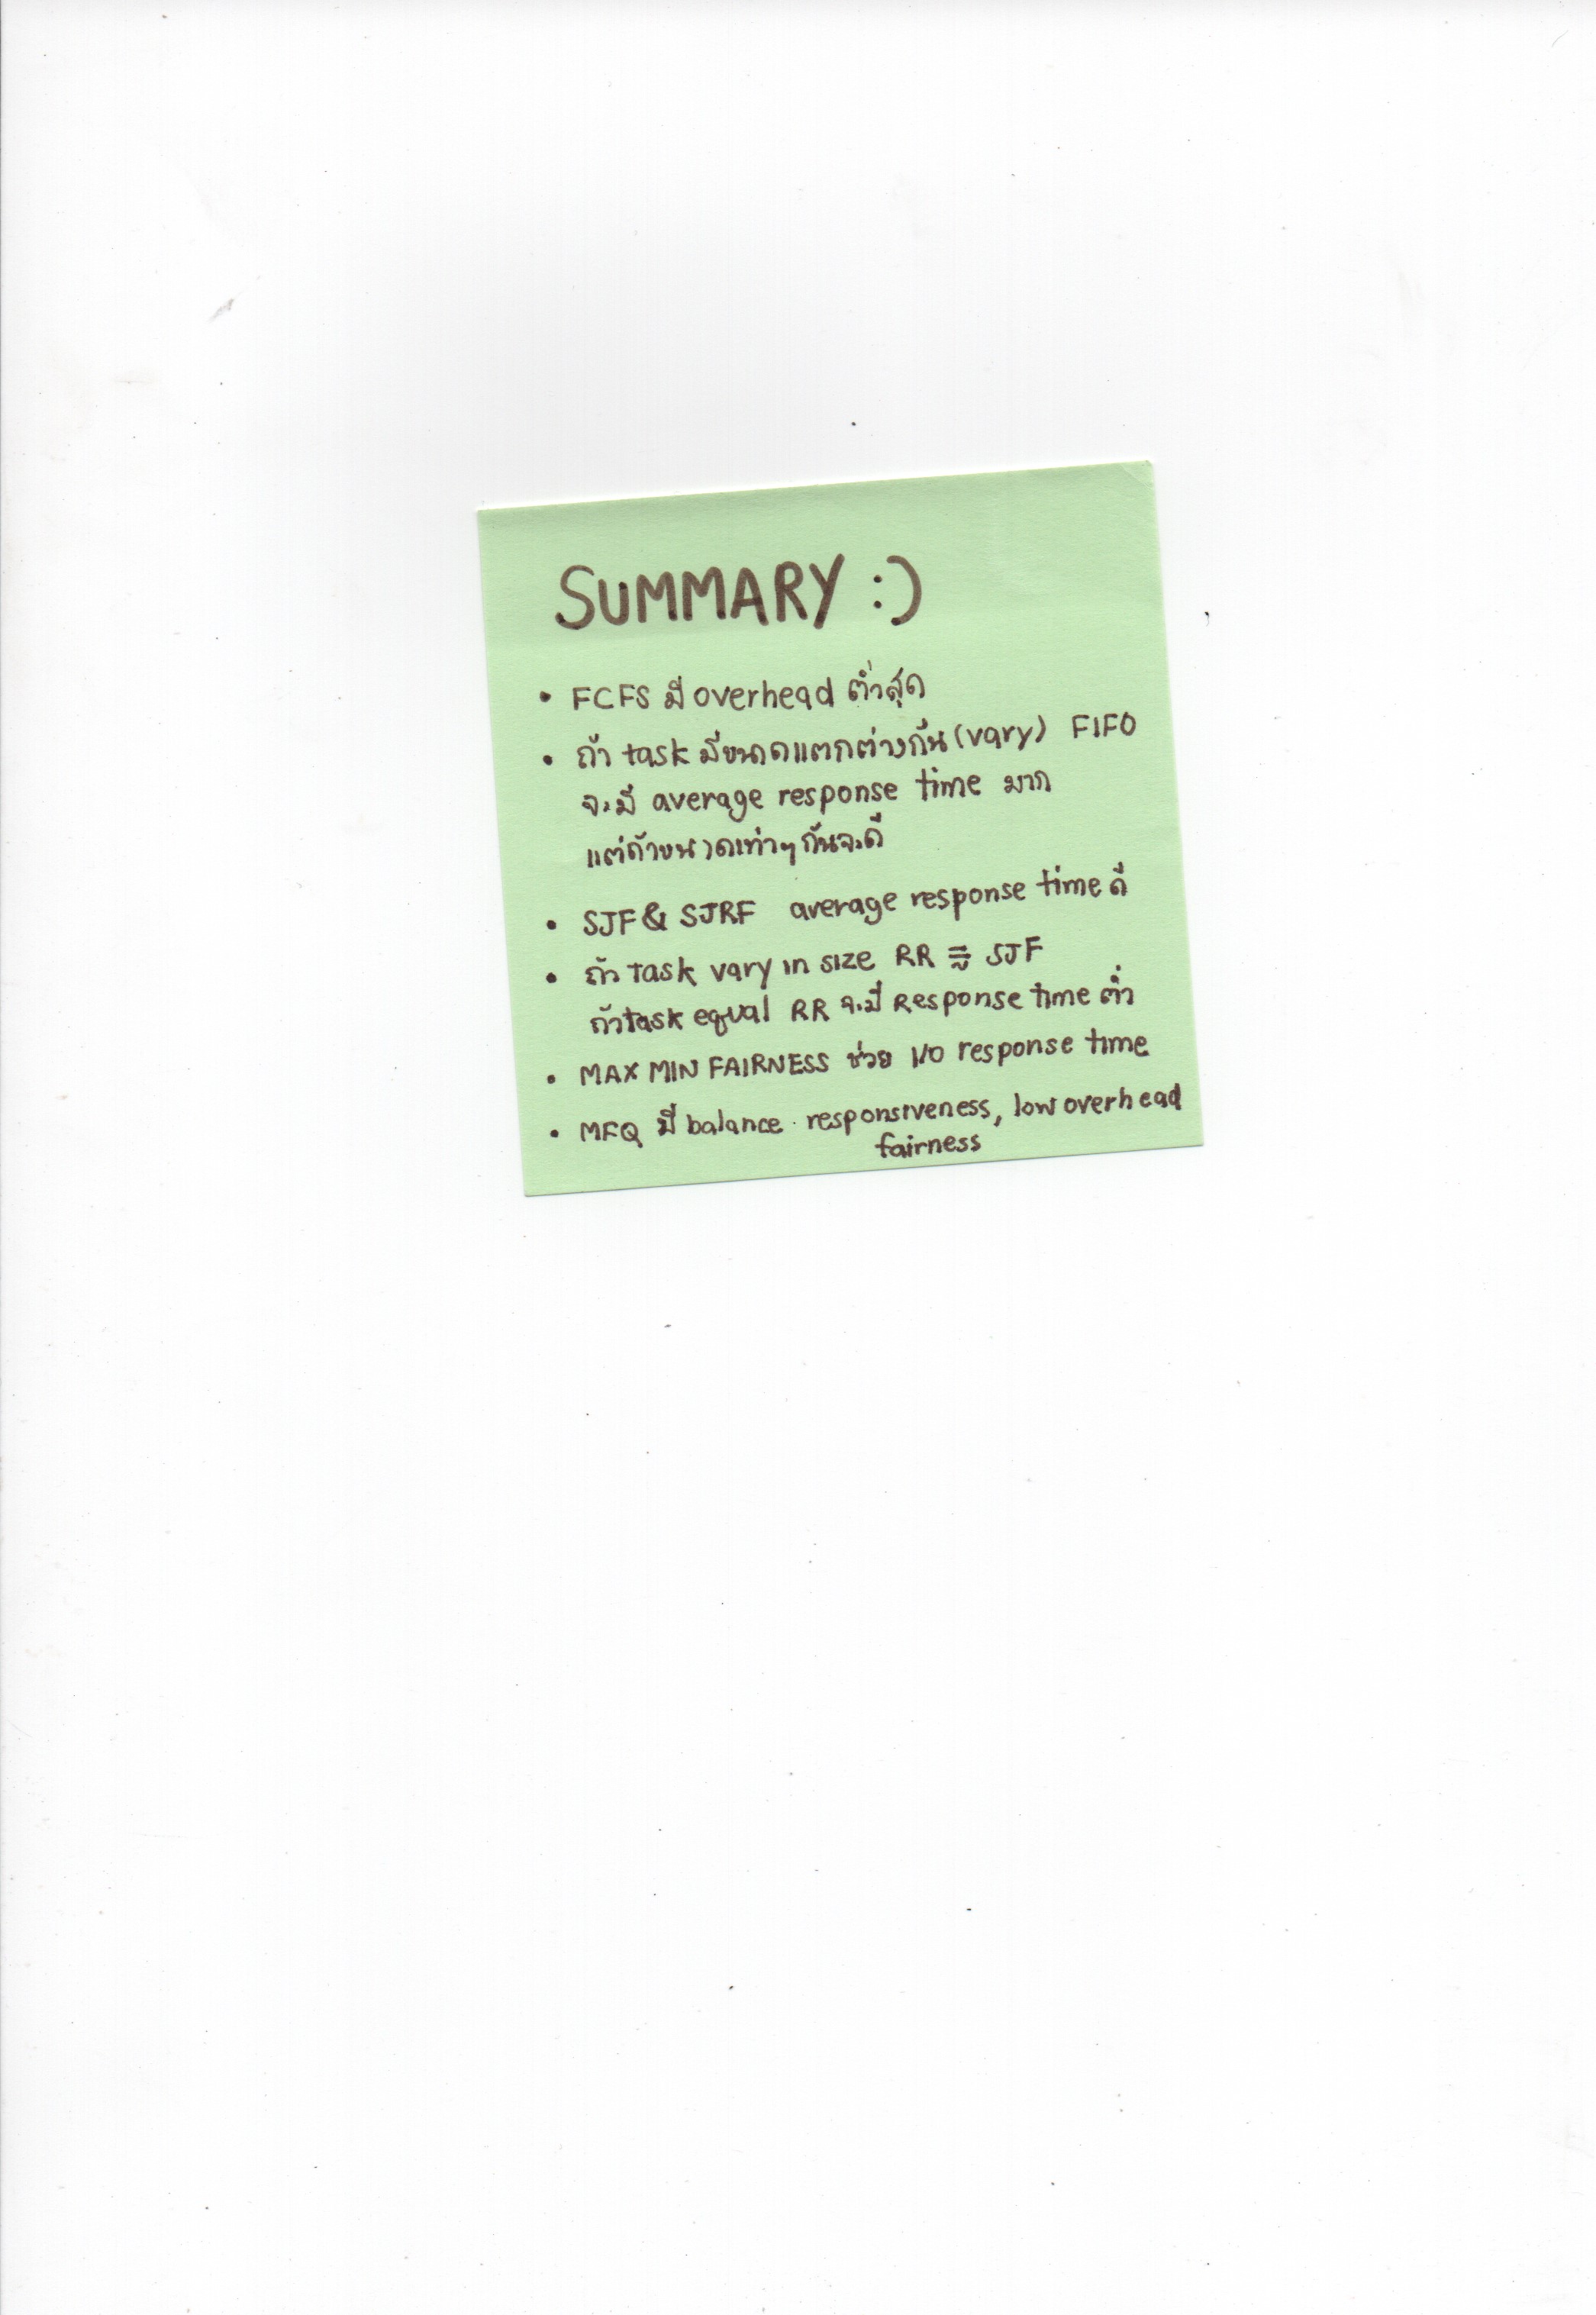 SUMMARY :)
• FCFS มี overhead ต่ำสุด
• ถ้า task มีขนาดแตกต่างกัน (vary) FIFO
จะมี average response time มาก
แต่ถ้าขนาดเท่าๆกันจะดี
• SJF & SJRF average response time ดี
• ถ้า task vary in size RR ≌ SJF
ถ้า task equal RR จะมี Response time ต่ำ
• MAX MIN FAIRNESS ช่วย I/O response time
• MFQ มี balance responsiveness, low overhead
fairness